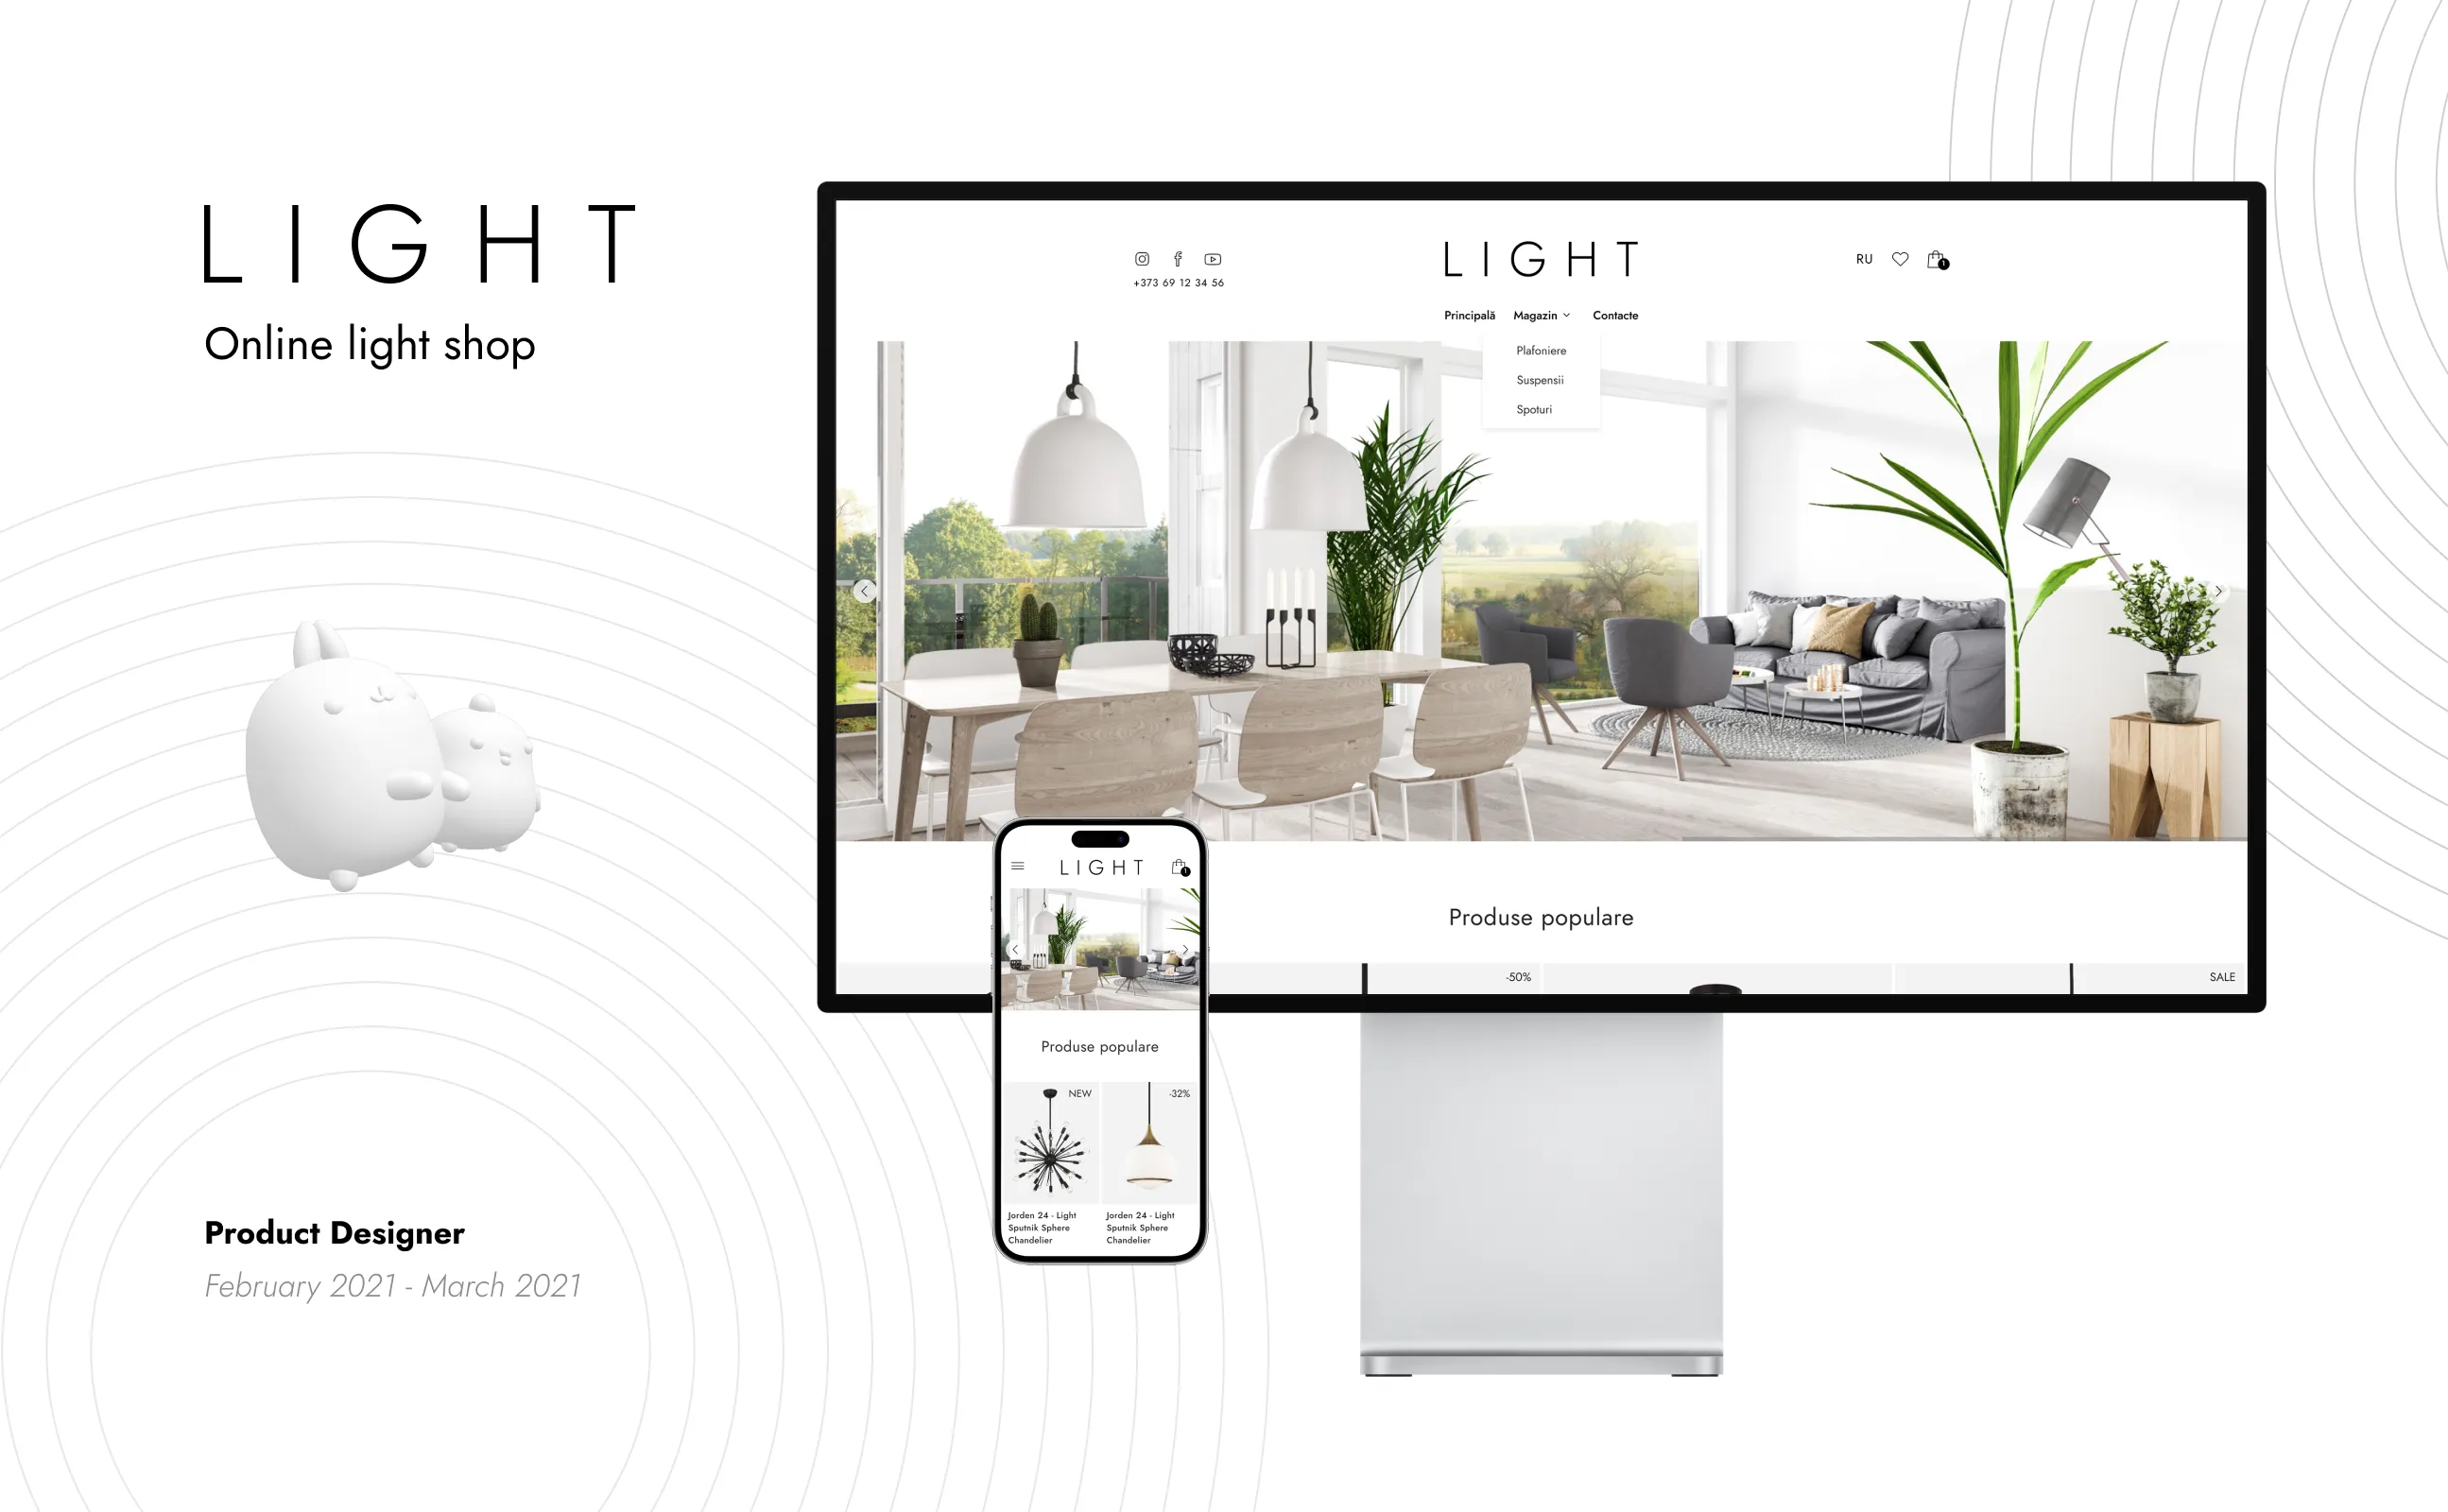 LIGHT
Online light shop
Product Designer
February 2021 - March 2021
+373 69 12 34 56
LIGHT
RU
1
Principală Magazin Contacte
Plafoniere
Suspensii
Spoturi
Produse populare
-50%
SALE
LIGHT
1
Produse populare
NEW
-32%
Jorden 24 - Light
Sputnik Sphere
Chandelier
Jorden 24 - Light
Sputnik Sphere
Chandelier